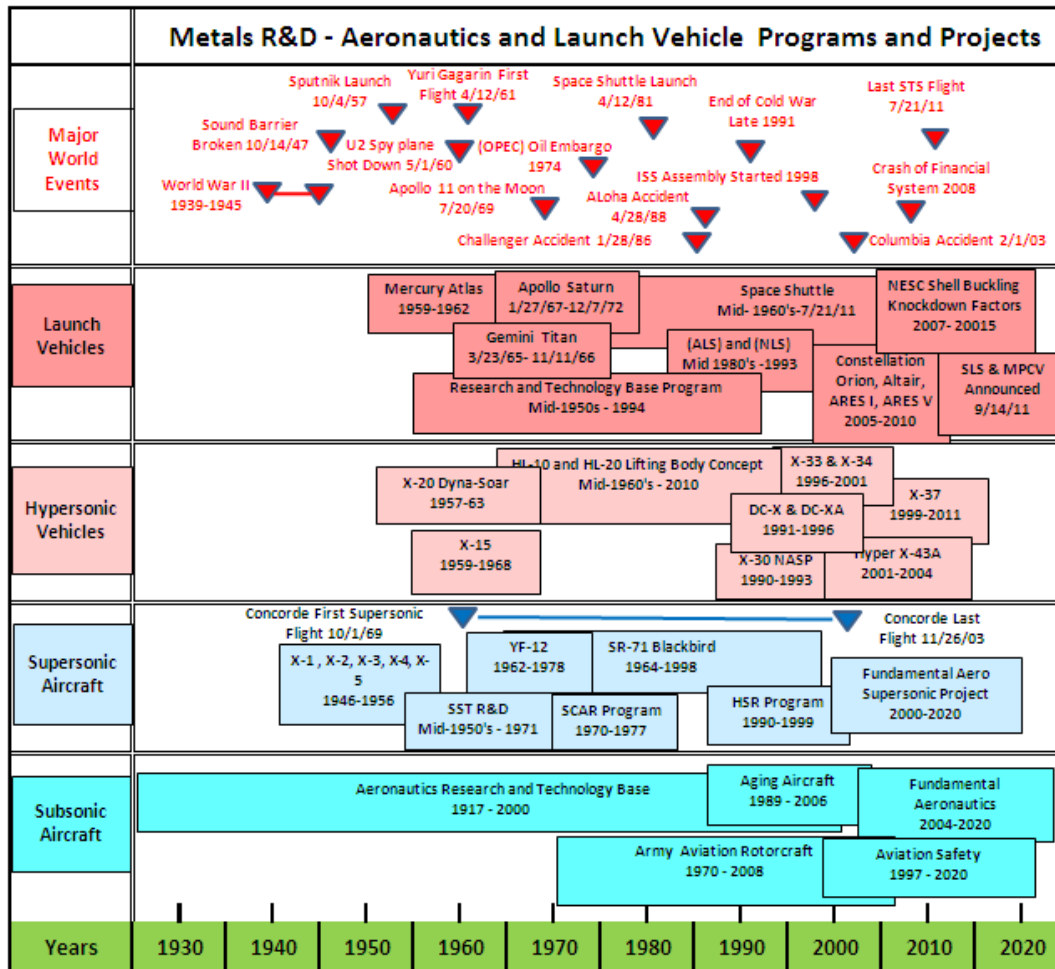 Metals R&D - Aeronautics and Launch Vehicle Programs and Projects
Major
World
Events
Sputnik Launch
10/4/57
Yuri Gagarin First
Flight 4/12/61
Space Shuttle Launch
4/12/81
End of Cold War
Late 1991
Last STS Flight
7/21/11
Sound Barrier
Broken 10/14/47
U2 Spy plane
Shot Down 5/1/60
(OPEC) Oil Embargo
1974
World War II
1939-1945
Apollo 11 on the Moon
7/20/69
ISS Assembly Started 1998
ALoha Accident
4/28/88
Crash of Financial
System 2008
Challenger Accident 1/28/86
Columbia Accident 2/1/03
Launch
Vehicles
Mercury Atlas
1959-1962
Apollo Saturn
1/27/67-12/7/72
Space Shuttle
Mid- 1960's-7/21/11
NESC Shell Buckling
Knockdown Factors
2007- 20015
Gemini Titan
3/23/65- 11/11/66
(ALS) and (NLS)
Mid 1980's -1993
Constellation
Orion, Altair,
ARES I, ARES V
2005-2010
SLS & MPCV
Announced
9/14/11
Research and Technology Base Program
Mid-1950s - 1994
Hypersonic
Vehicles
X-20 Dyna-Soar
1957-63
HL-10 and HL-20 Lifting Body Concept
Mid-1960's - 2010
X-33 & X-34
1996-2001
X-37
1999-2011
DC-X & DC-XA
1991-1996
X-15
1959-1968
X-30 NASP
1990-1993
Hyper X-43A
2001-2004
Supersonic
Aircraft
Concorde First Supersonic
Flight 10/1/69
Concorde Last
Flight 11/26/03
X-1 , X-2, X-3, X-4, X-
5
1946-1956
YF-12
1962-1978
SR-71 Blackbird
1964-1998
Fundamental Aero
Supersonic Project
2000-2020
SST R&D
Mid-1950's - 1971
SCAR Program
1970-1977
HSR Program
1990-1999
Subsonic
Aircraft
Aeronautics Research and Technology Base
1917 - 2000
Aging Aircraft
1989 - 2006
Fundamental
Aeronautics
2004-2020
Army Aviation Rotorcraft
1970 - 2008
Aviation Safety
1997 - 2020
Years 1930 1940 1950 1960 1970 1980 1990 2000 2010 2020